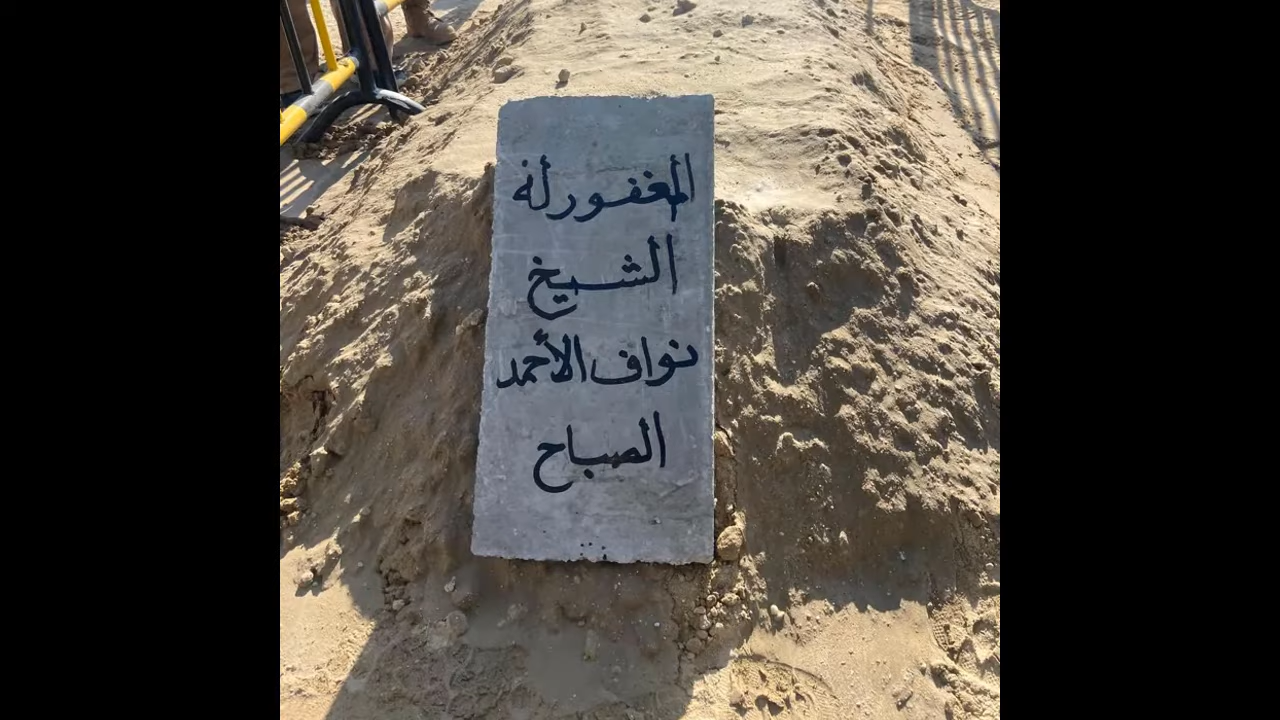 المغفور له
الشيخ
نواف الأحمد
الصباح